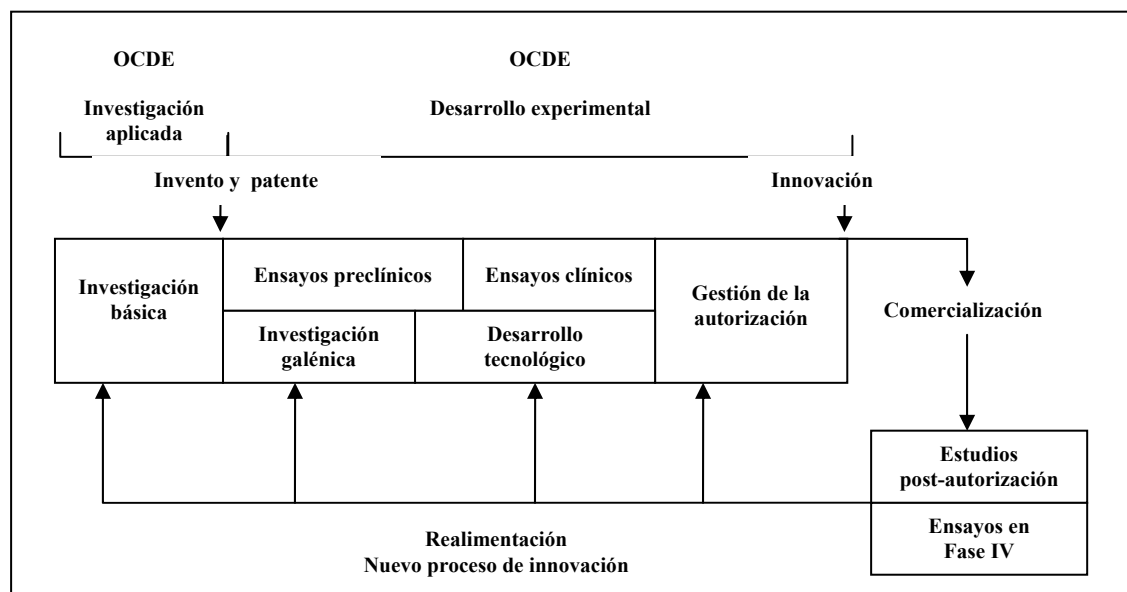 OCDE
OCDE
Investigación
aplicada
Desarrollo experimental
Invento y patente
Innovación
Investigación
básica
Ensayos preclínicos
Ensayos clínicos
Investigación
galénica
Desarrollo
tecnológico
Gestión de la
autorización
Comercialización
Estudios
post-autorización
Ensayos en
Fase IV
Realimentación
Nuevo proceso de innovación